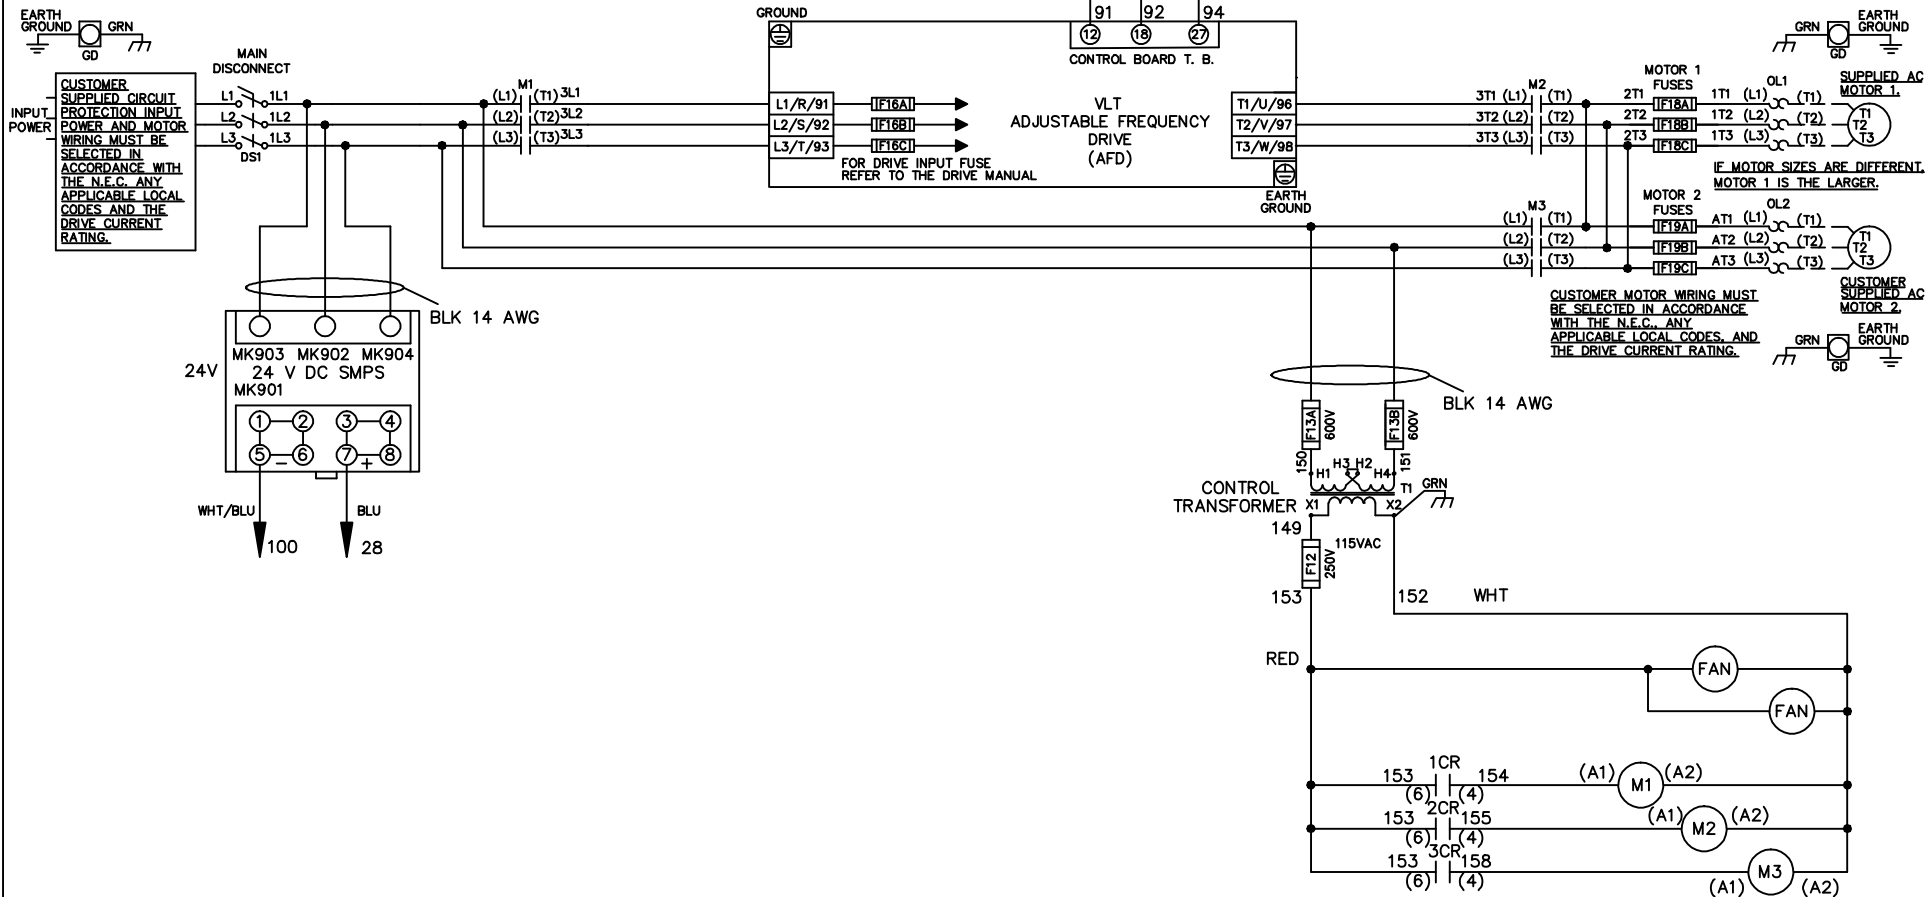 EARTH
GROUND
GRN
GD
MAIN
DISCONNECT
INPUT
POWER
CUSTOMER
SUPPLIED CIRCUIT
PROTECTION INPUT
POWER AND MOTOR
WIRING MUST BE
SELECTED IN
ACCORDANCE WITH
THE N.E.C. ANY
APPLICABLE LOCAL
CODES AND THE
DRIVE CURRENT
RATING.
L1 1L1
L2 1L2
L3 1L3
DS1
M1
(L1) (T1) 3L1
(L2) (T2) 3L2
(L3) (T3) 3L3
GROUND
91 92 94
12 18 27
CONTROL BOARD T. B.
L1/R/91 F16A
L2/S/92 F16B
L3/T/93 F16C
FOR DRIVE INPUT FUSE
REFER TO THE DRIVE MANUAL
VLT
ADJUSTABLE FREQUENCY
DRIVE
(AFD)
T1/U/96
T2/V/97
T3/W/98
EARTH
GROUND
M2
3T1 (L1) (T1)
3T2 (L2) (T2)
3T3 (L3) (T3)
MOTOR 1
FUSES
2T1 F18A 1T1 (L1) (T1)
2T2 F18B 1T2 (L2) (T2)
2T3 F18C 1T3 (L3) (T3)
OL1
GRN
GD
EARTH
GROUND
SUPPLIED AC
MOTOR 1.
T1
T2
T3
IF MOTOR SIZES ARE DIFFERENT,
MOTOR 1 IS THE LARGER.
M3
(L1) (T1)
(L2) (T2)
(L3) (T3)
MOTOR 2
FUSES
F19A AT1 (L1) (T1)
F19B AT2 (L2) (T2)
F19C AT3 (L3) (T3)
OL2
T1
T2
T3
CUSTOMER
SUPPLIED AC
MOTOR 2.
CUSTOMER MOTOR WIRING MUST
BE SELECTED IN ACCORDANCE
WITH THE N.E.C., ANY
APPLICABLE LOCAL CODES, AND
THE DRIVE CURRENT RATING.
GRN
GD
EARTH
GROUND
BLK 14 AWG
MK903 MK902 MK904
24V
24 V DC SMPS
MK901
1 2 3 4
5 - 6 7 + 8
WHT/BLU BLU
100 28
BLK 14 AWG
F13A 600V
F13B 600V
150 151
H1 H3 H2 H4
T1
GRN
CONTROL
TRANSFORMER
X1 X2
149
115VAC
F12 250V
153
152 WHT
RED
FAN
FAN
1CR
153 154 (A1) M1 (A2)
(6) (4)
2CR
153 155 (A1) M2 (A2)
(6) (4)
3CR
153 158 M3
(6) (4) (A1) (A2)